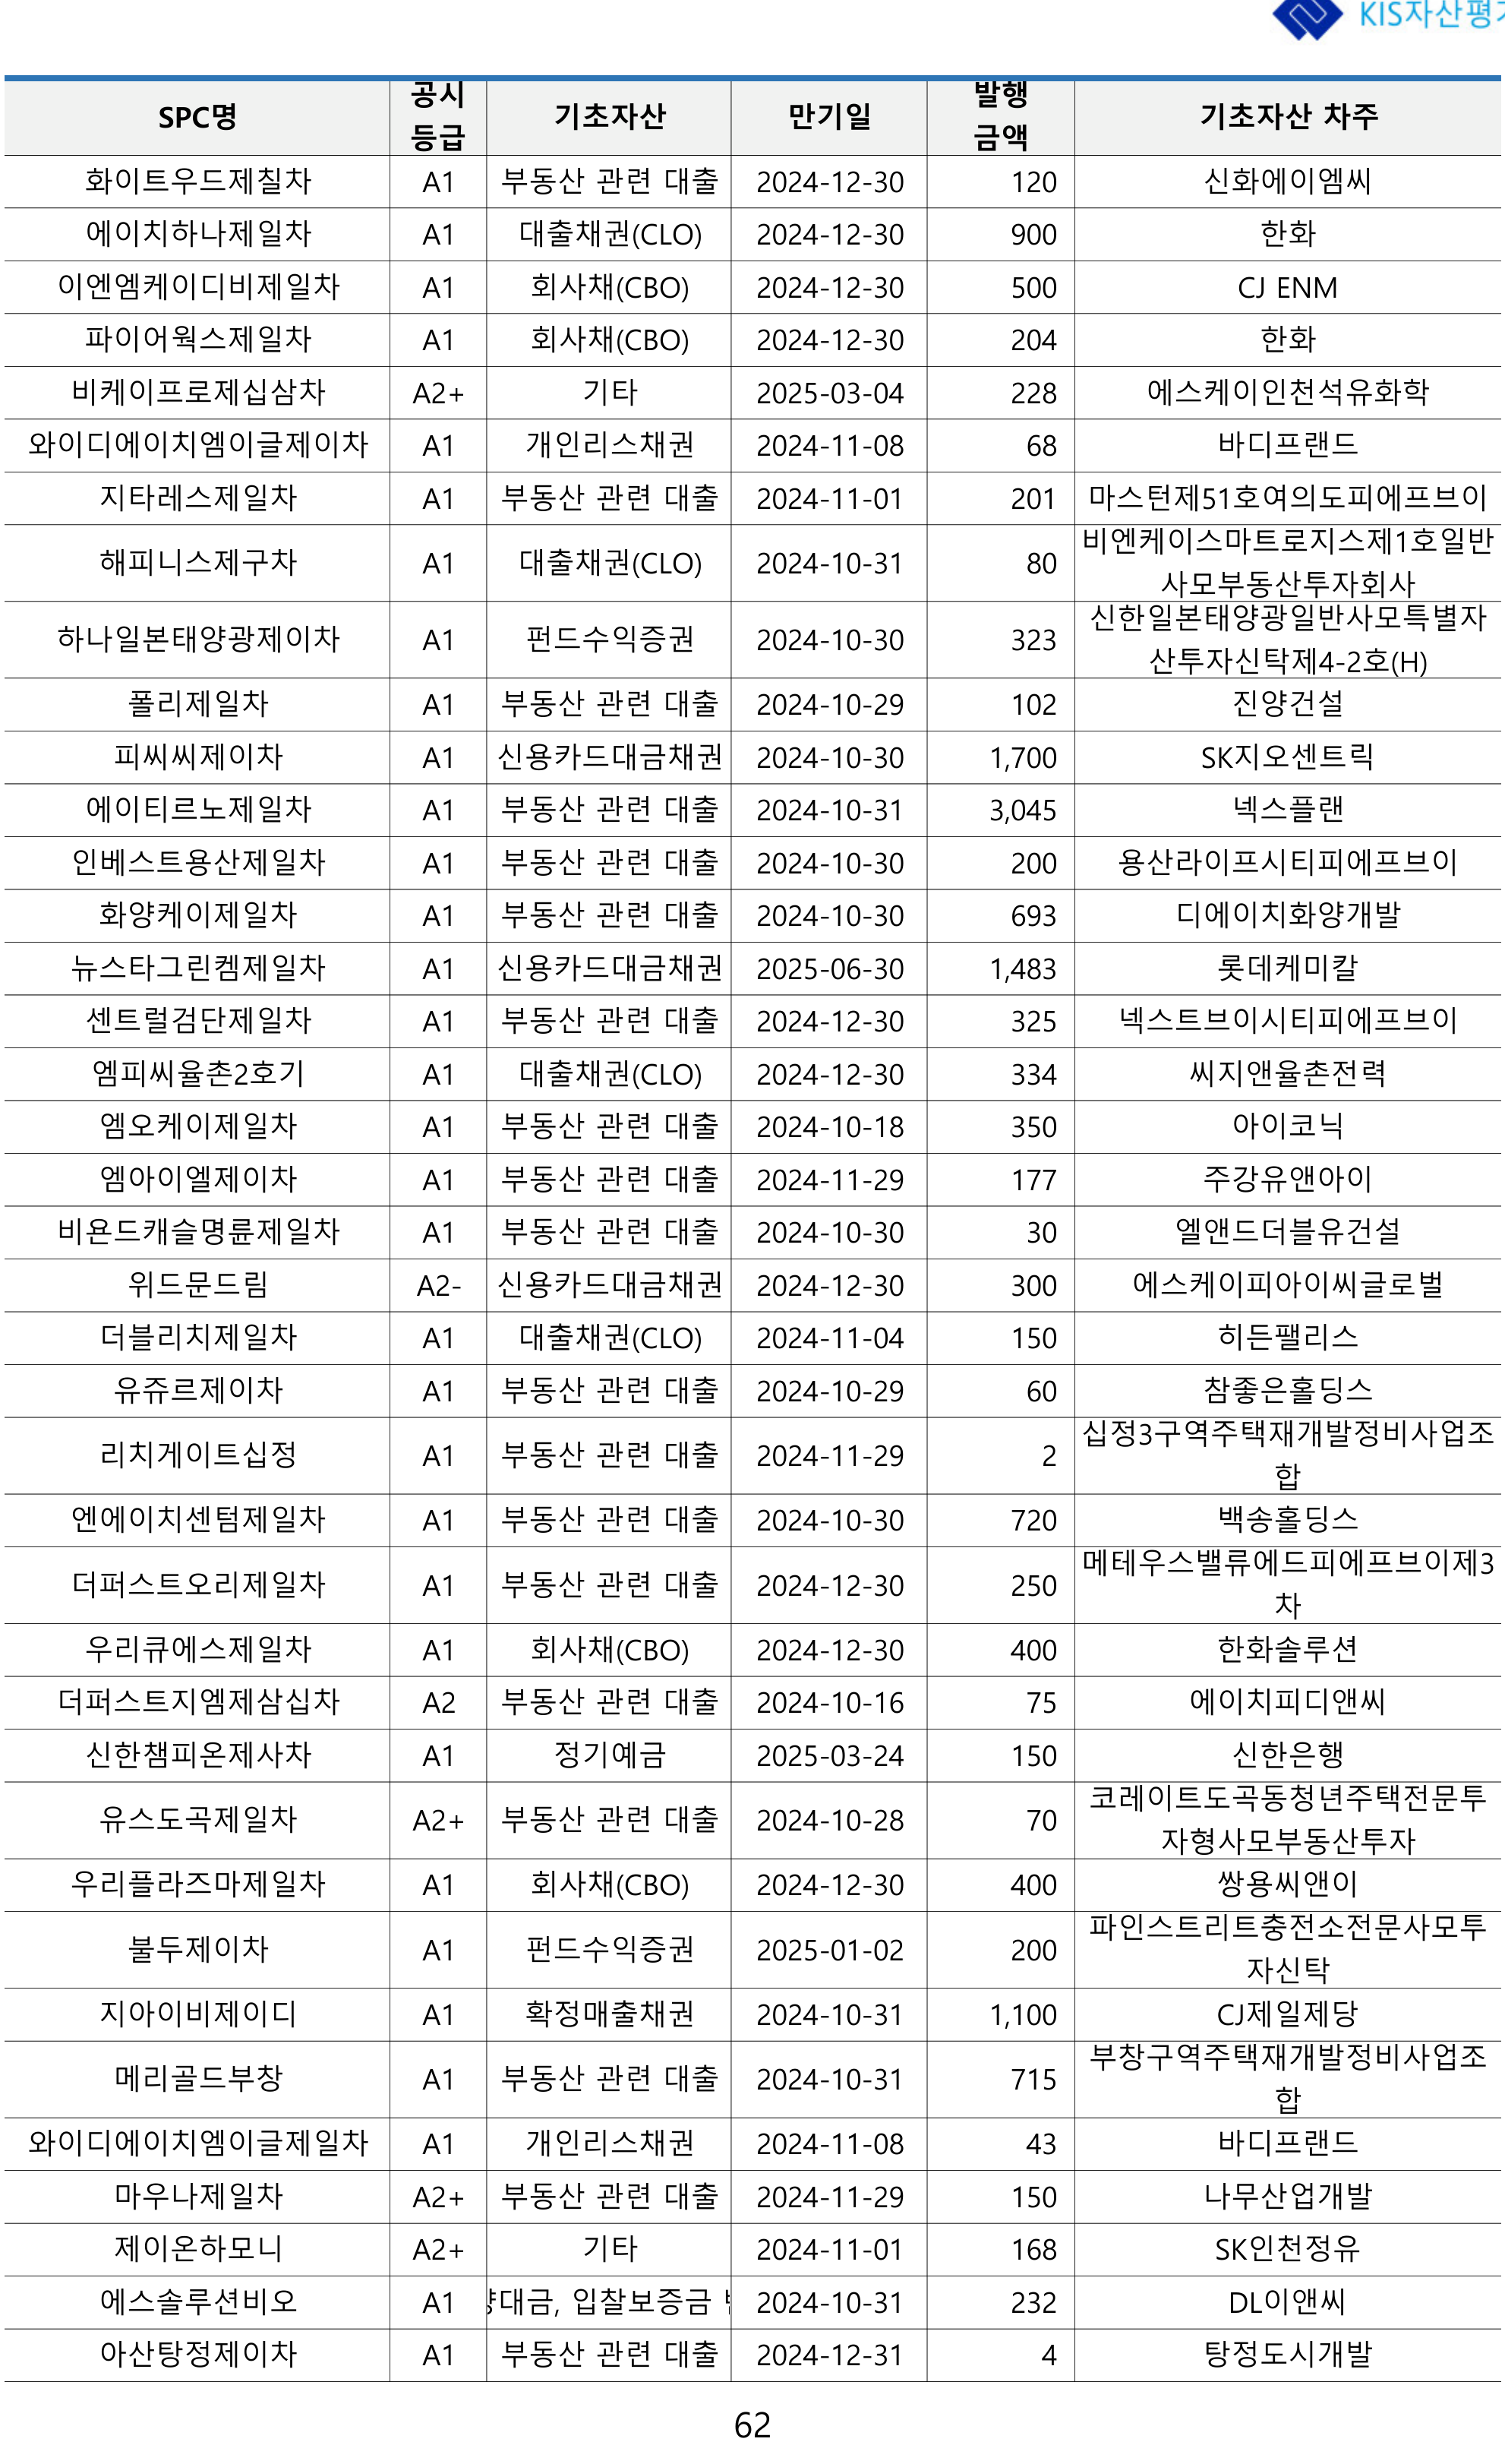 KIS자산평가
SPC명 공시등급 기초자산 만기일 발행금액 기초자산 차주
화이트우드제칠차 A1 부동산 관련 대출 2024-12-30 120 신화에이엠씨
에이치하나제일차 A1 대출채권(CLO) 2024-12-30 900 한화
이엔엠케이디비제일차 A1 회사채(CBO) 2024-12-30 500 CJ ENM
파이어웍스제일차 A1 회사채(CBO) 2024-12-30 204 한화
비케이프로제십삼차 A2+ 기타 2025-03-04 228 에스케이인천석유화학
와이디에이치엠이글제이차 A1 개인리스채권 2024-11-08 68 바디프랜드
지타레스제일차 A1 부동산 관련 대출 2024-11-01 201 마스턴제51호여의도피에프브이
해피니스제구차 A1 대출채권(CLO) 2024-10-31 80 비엔케이스마트로지스제1호일반
사모부동산투자회사
하나일본태양광제이차 A1 펀드수익증권 2024-10-30 323 신한일본태양광일반사모특별자
산투자신탁제4-2호(H)
폴리제일차 A1 부동산 관련 대출 2024-10-29 102 진양건설
피씨씨제이차 A1 신용카드대금채권 2024-10-30 1,700 SK지오센트릭
에이티르노제일차 A1 부동산 관련 대출 2024-10-31 3,045 넥스플랜
인베스트용산제일차 A1 부동산 관련 대출 2024-10-30 200 용산라이프시티피에프브이
화양케이제일차 A1 부동산 관련 대출 2024-10-30 693 디에이치화양개발
뉴스타그린켐제일차 A1 신용카드대금채권 2025-06-30 1,483 롯데케미칼
센트럴검단제일차 A1 부동산 관련 대출 2024-12-30 325 넥스트브이시티피에프브이
엠피씨율촌2호기 A1 대출채권(CLO) 2024-12-30 334 씨지앤율촌전력
엠오케이제일차 A1 부동산 관련 대출 2024-10-18 350 아이코닉
엠아이엘제이차 A1 부동산 관련 대출 2024-11-29 177 주강유앤아이
비욘드캐슬명륜제일차 A1 부동산 관련 대출 2024-10-30 30 엘앤드더블유건설
위드문드림 A2- 신용카드대금채권 2024-12-30 300 에스케이피아이씨글로벌
더블리치제일차 A1 대출채권(CLO) 2024-11-04 150 히든팰리스
유쥬르제이차 A1 부동산 관련 대출 2024-10-29 60 참좋은홀딩스
리치게이트십정 A1 부동산 관련 대출 2024-11-29 2 십정3구역주택재개발정비사업조
합
엔에이치센텀제일차 A1 부동산 관련 대출 2024-10-30 720 백송홀딩스
더퍼스트오리제일차 A1 부동산 관련 대출 2024-12-30 250 메테우스밸류에드피에프브이제3
차
우리큐에스제일차 A1 회사채(CBO) 2024-12-30 400 한화솔루션
더퍼스트지엠제삼십차 A2 부동산 관련 대출 2024-10-16 75 에이치피디앤씨
신한챔피온제사차 A1 정기예금 2025-03-24 150 신한은행
유스도곡제일차 A2+ 부동산 관련 대출 2024-10-28 70 코레이트도곡동청년주택전문투
자형사모부동산투자
우리플라즈마제일차 A1 회사채(CBO) 2024-12-30 400 쌍용씨앤이
불두제이차 A1 펀드수익증권 2025-01-02 200 파인스트리트충전소전문사모투
자신탁
지아이비제이디 A1 확정매출채권 2024-10-31 1,100 CJ제일제당
메리골드부창 A1 부동산 관련 대출 2024-10-31 715 부창구역주택재개발정비사업조
합
와이디에이치엠이글제일차 A1 개인리스채권 2024-11-08 43 바디프랜드
마우나제일차 A2+ 부동산 관련 대출 2024-11-29 150 나무산업개발
제이온하모니 A2+ 기타 2024-11-01 168 SK인천정유
에스솔루션비오 A1 대금, 입찰보증금 2024-10-31 232 DL이앤씨
아산탕정제이차 A1 부동산 관련 대출 2024-12-31 4 탕정도시개발
62